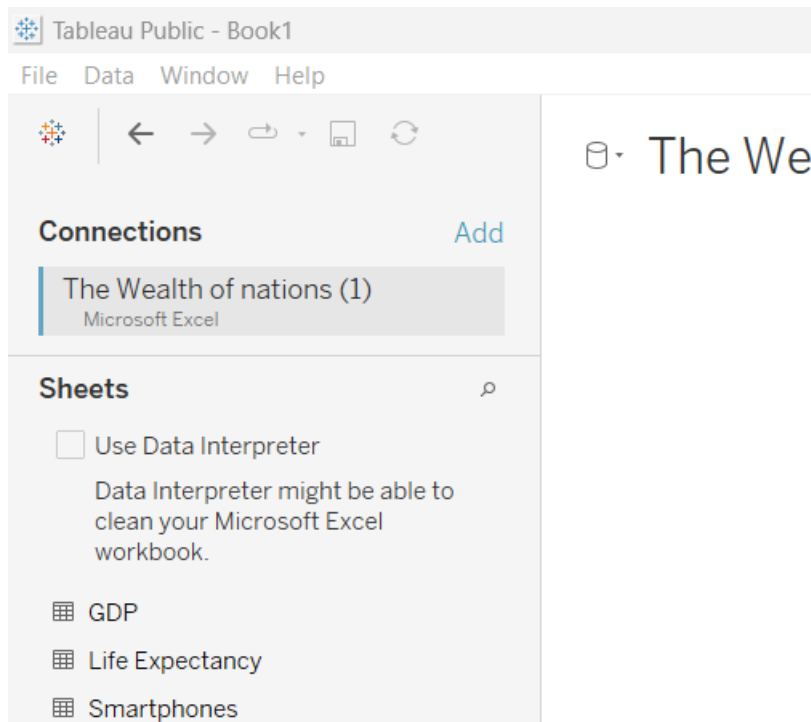 Tableau Public - Book1
File Data Window Help
The We
Connections
Add
The Wealth of nations (1)
Microsoft Excel
Sheets
Use Data Interpreter
Data Interpreter might be able to
clean your Microsoft Excel
workbook.
GDP
Life Expectancy
Smartphones